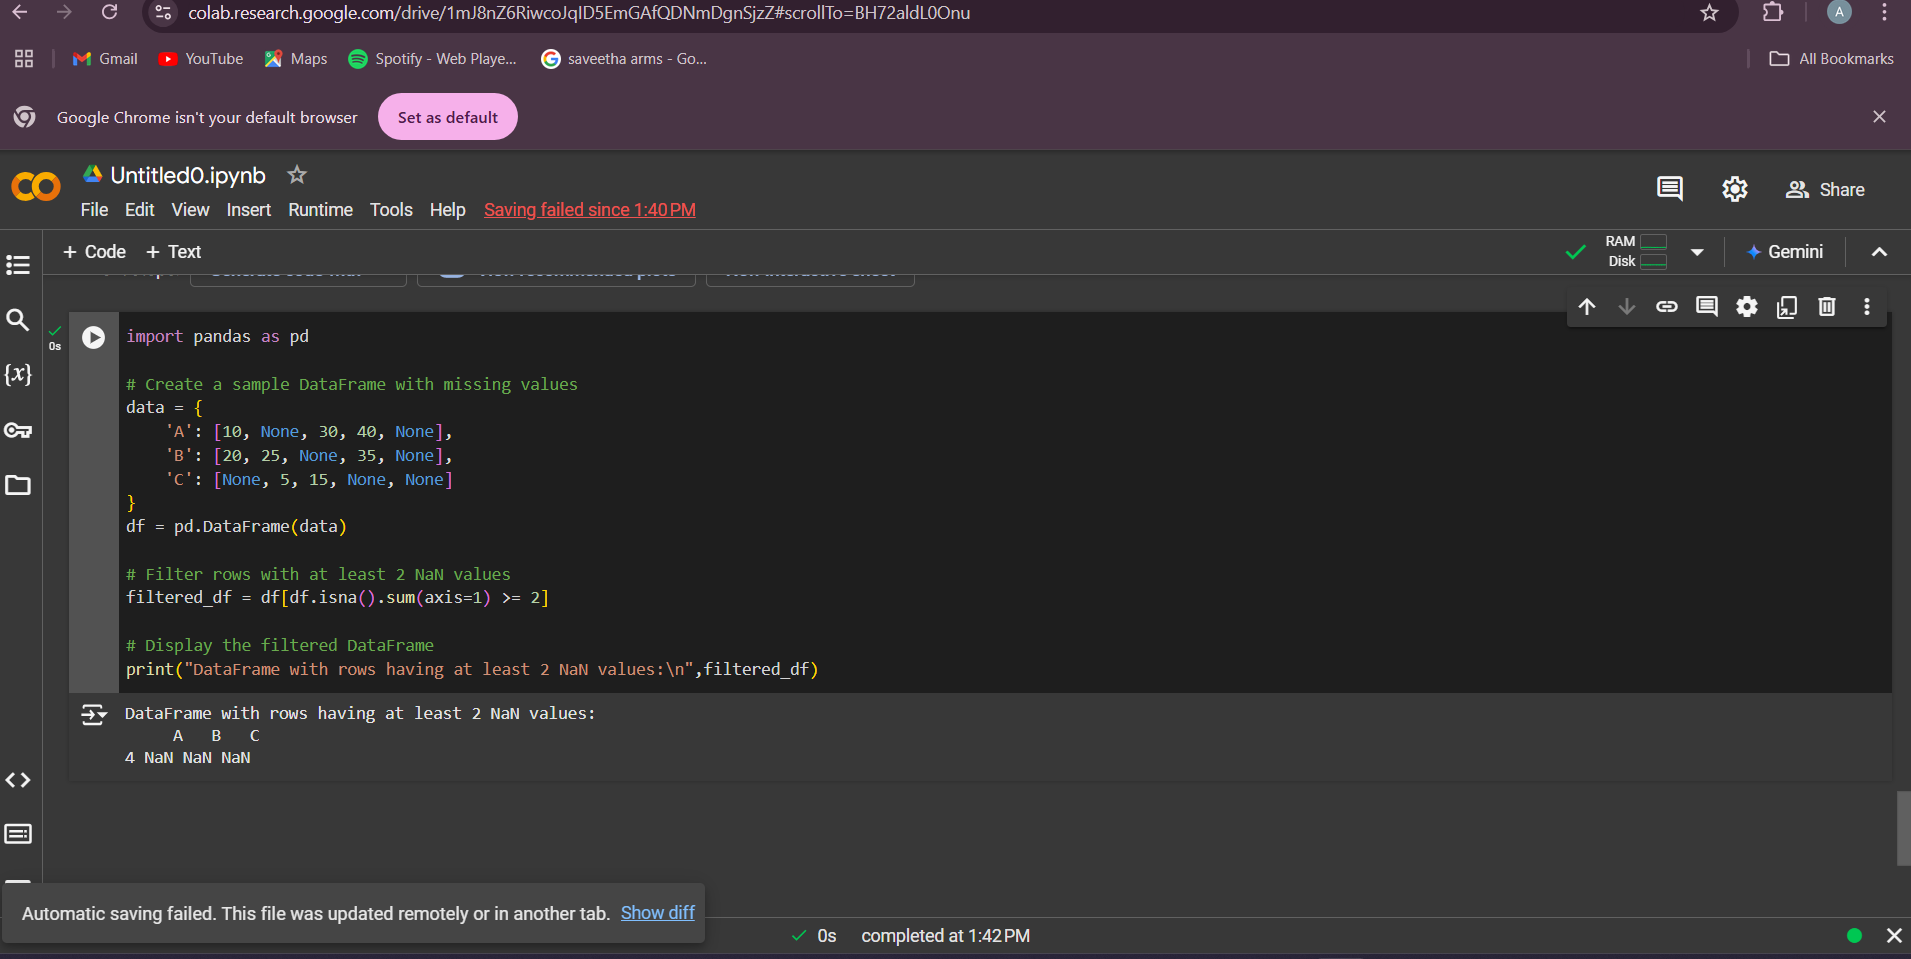 colab.research.google.com/drive/1mJ8nZ6RiwcoJqID5EmGAfQDNmDgnSjzZ#scrollTo=BH72aldL0Onu
A
Gmail YouTube Maps Spotify - Web Playe... saveetha arms - Go... All Bookmarks
Google Chrome isn't your default browser Set as default
Untitled0.ipynb
File Edit View Insert Runtime Tools Help Saving failed since 1:40 PM
Share
+ Code + Text
RAM
Disk
Gemini
0s
import pandas as pd
# Create a sample DataFrame with missing values
data = {
'A': [10, None, 30, 40, None],
'B': [20, 25, None, 35, None],
'C': [None, 5, 15, None, None]
}
df = pd.DataFrame(data)
# Filter rows with at least 2 NaN values
filtered_df = df[df.isna().sum(axis=1) >= 2]
# Display the filtered DataFrame
print("DataFrame with rows having at least 2 NaN values:\n",filtered_df)
DataFrame with rows having at least 2 NaN values:
A B C
4 NaN NaN NaN
{x}
Automatic saving failed. This file was updated remotely or in another tab. Show diff
0s completed at 1:42 PM